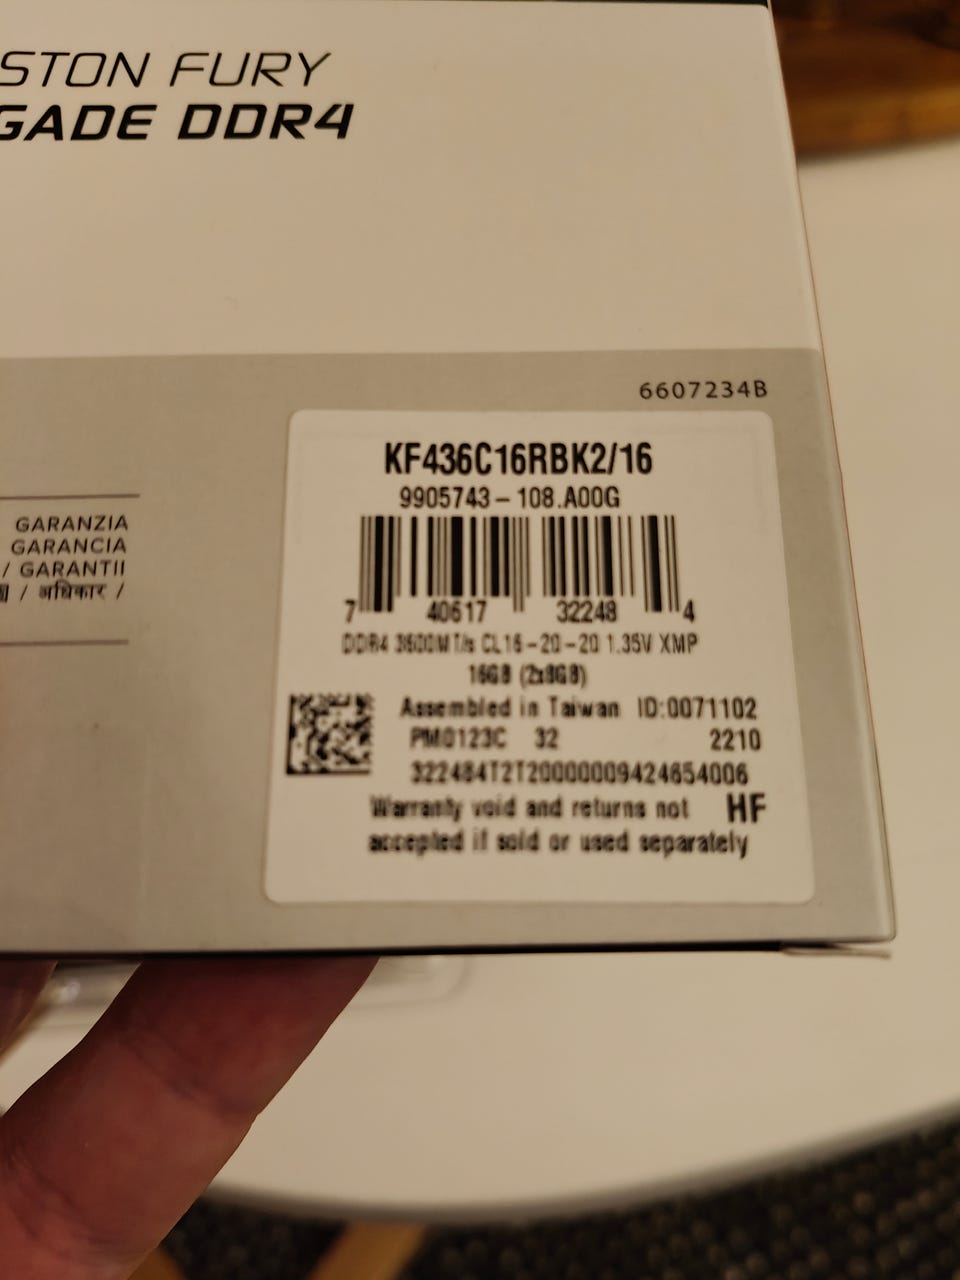 STON FURY
GADE DDR4
6607234B
KF436C16RBK2/16
9905743-108.A00G
7 40617 32248 4
DDR4 3600MT/s CL16-20-20 1.35V XMP
16GB (2x8GB)
Assembled in Taiwan ID:0071102
PM0123C 32 2210
322484T2T20000009424654006
Warranty void and returns not HF
accepted if sold or used separately
GARANZIA
GARANCIA
/ GARANTII
/ अधिकार /